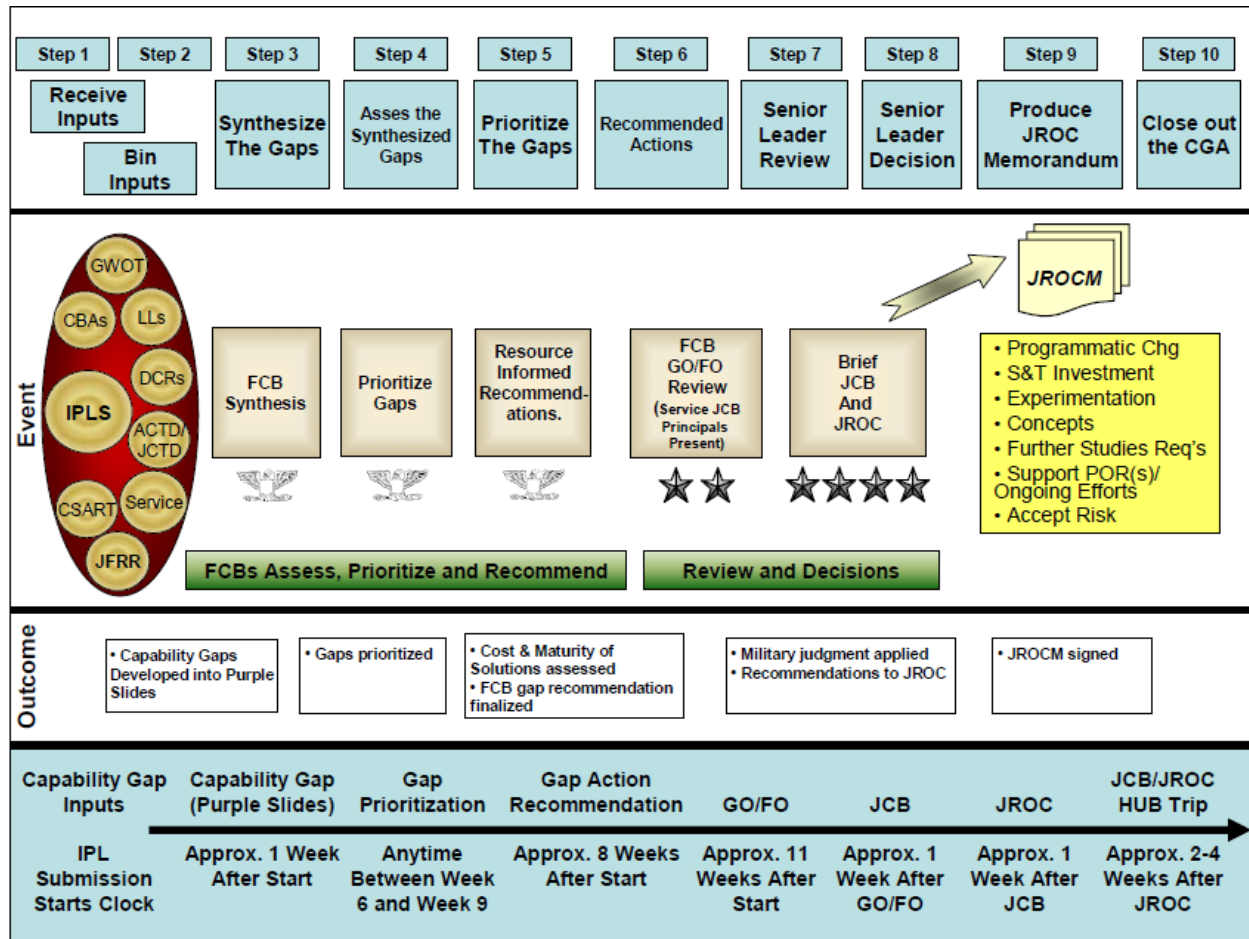 Step 1
Step 2
Step 3
Step 4
Step 5
Step 6
Step 7
Step 8
Step 9
Step 10
Receive
Inputs
Bin
Inputs
Synthesize
The Gaps
Asses the
Synthesized
Gaps
Prioritize
The Gaps
Recommended
Actions
Senior
Leader
Review
Senior
Leader
Decision
Produce
JROC
Memorandum
Close out
the CGA
Event
GWOT
CBAs
LLs
DCRs
IPLS
ACTD/
JCTD
CSART
Service
JFRR
FCB
Synthesis
Prioritize
Gaps
Resource
Informed
Recommend-
ations.
FCB
GO/FO
Review
(Service JCB
Principals
Present)
Brief
JCB
And
JROC
JROCM
• Programmatic Chg
• S&T Investment
• Experimentation
• Concepts
• Further Studies Req's
• Support POR(s)/
Ongoing Efforts
• Accept Risk
FCBs Assess, Prioritize and Recommend
Review and Decisions
Outcome
• Capability Gaps
Developed into Purple
Slides
• Gaps prioritized
• Cost & Maturity of
Solutions assessed
• FCB gap recommendation
finalized
• Military judgment applied
• Recommendations to JROC
• JROCM signed
Capability Gap
Inputs
Capability Gap
(Purple Slides)
Gap
Prioritization
Gap Action
Recommendation
GO/FO
JCB
JROC
JCB/JROC
HUB Trip
IPL
Submission
Starts Clock
Approx. 1 Week
After Start
Anytime
Between Week
6 and Week 9
Approx. 8 Weeks
After Start
Approx. 11
Weeks After
Start
Approx. 1
Week After
GO/FO
Approx. 1
Week After
JCB
Approx. 2-4
Weeks After
JROC